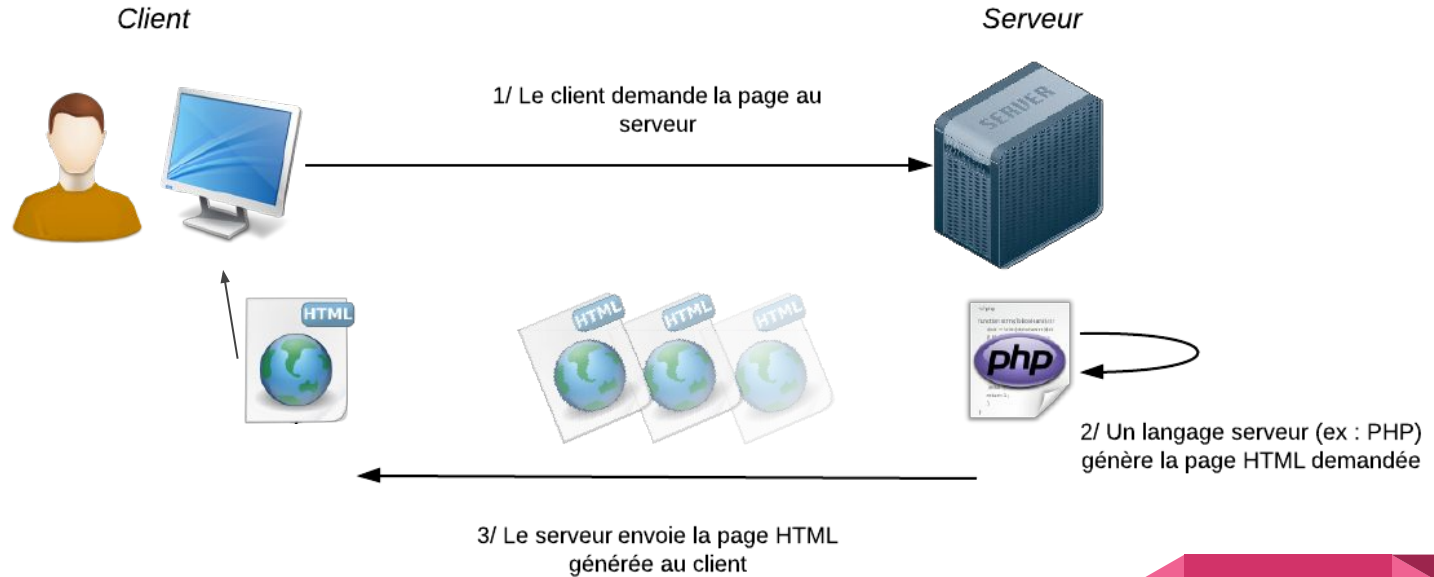 Client
Serveur
1/ Le client demande la page au
serveur
SERVER
HTML
HTML
HTML
HTML
php
2/ Un langage serveur (ex : PHP)
génère la page HTML demandée
3/ Le serveur envoie la page HTML
générée au client